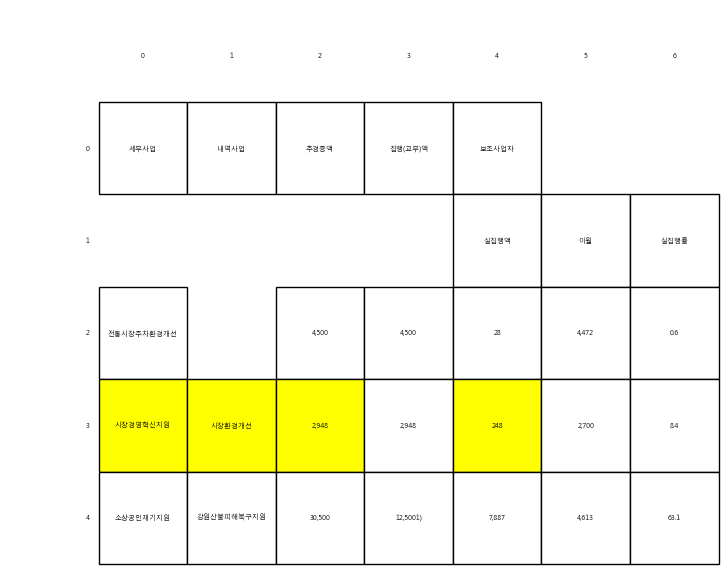 0 1 2 3 4 5 6
0 세부사업 내역사업 추경증액 집행(교부)액 보조사업자
1 실집행액 이월 실집행률
2 전통시장주차환경개선 4,500 4,500 28 4,472 0.6
3 시장경영혁신지원 시장환경개선 2,948 2,948 248 2,700 8.4
4 소상공인재기지원 강원산불피해복구지원 30,500 12,5001) 7,887 4,613 63.1